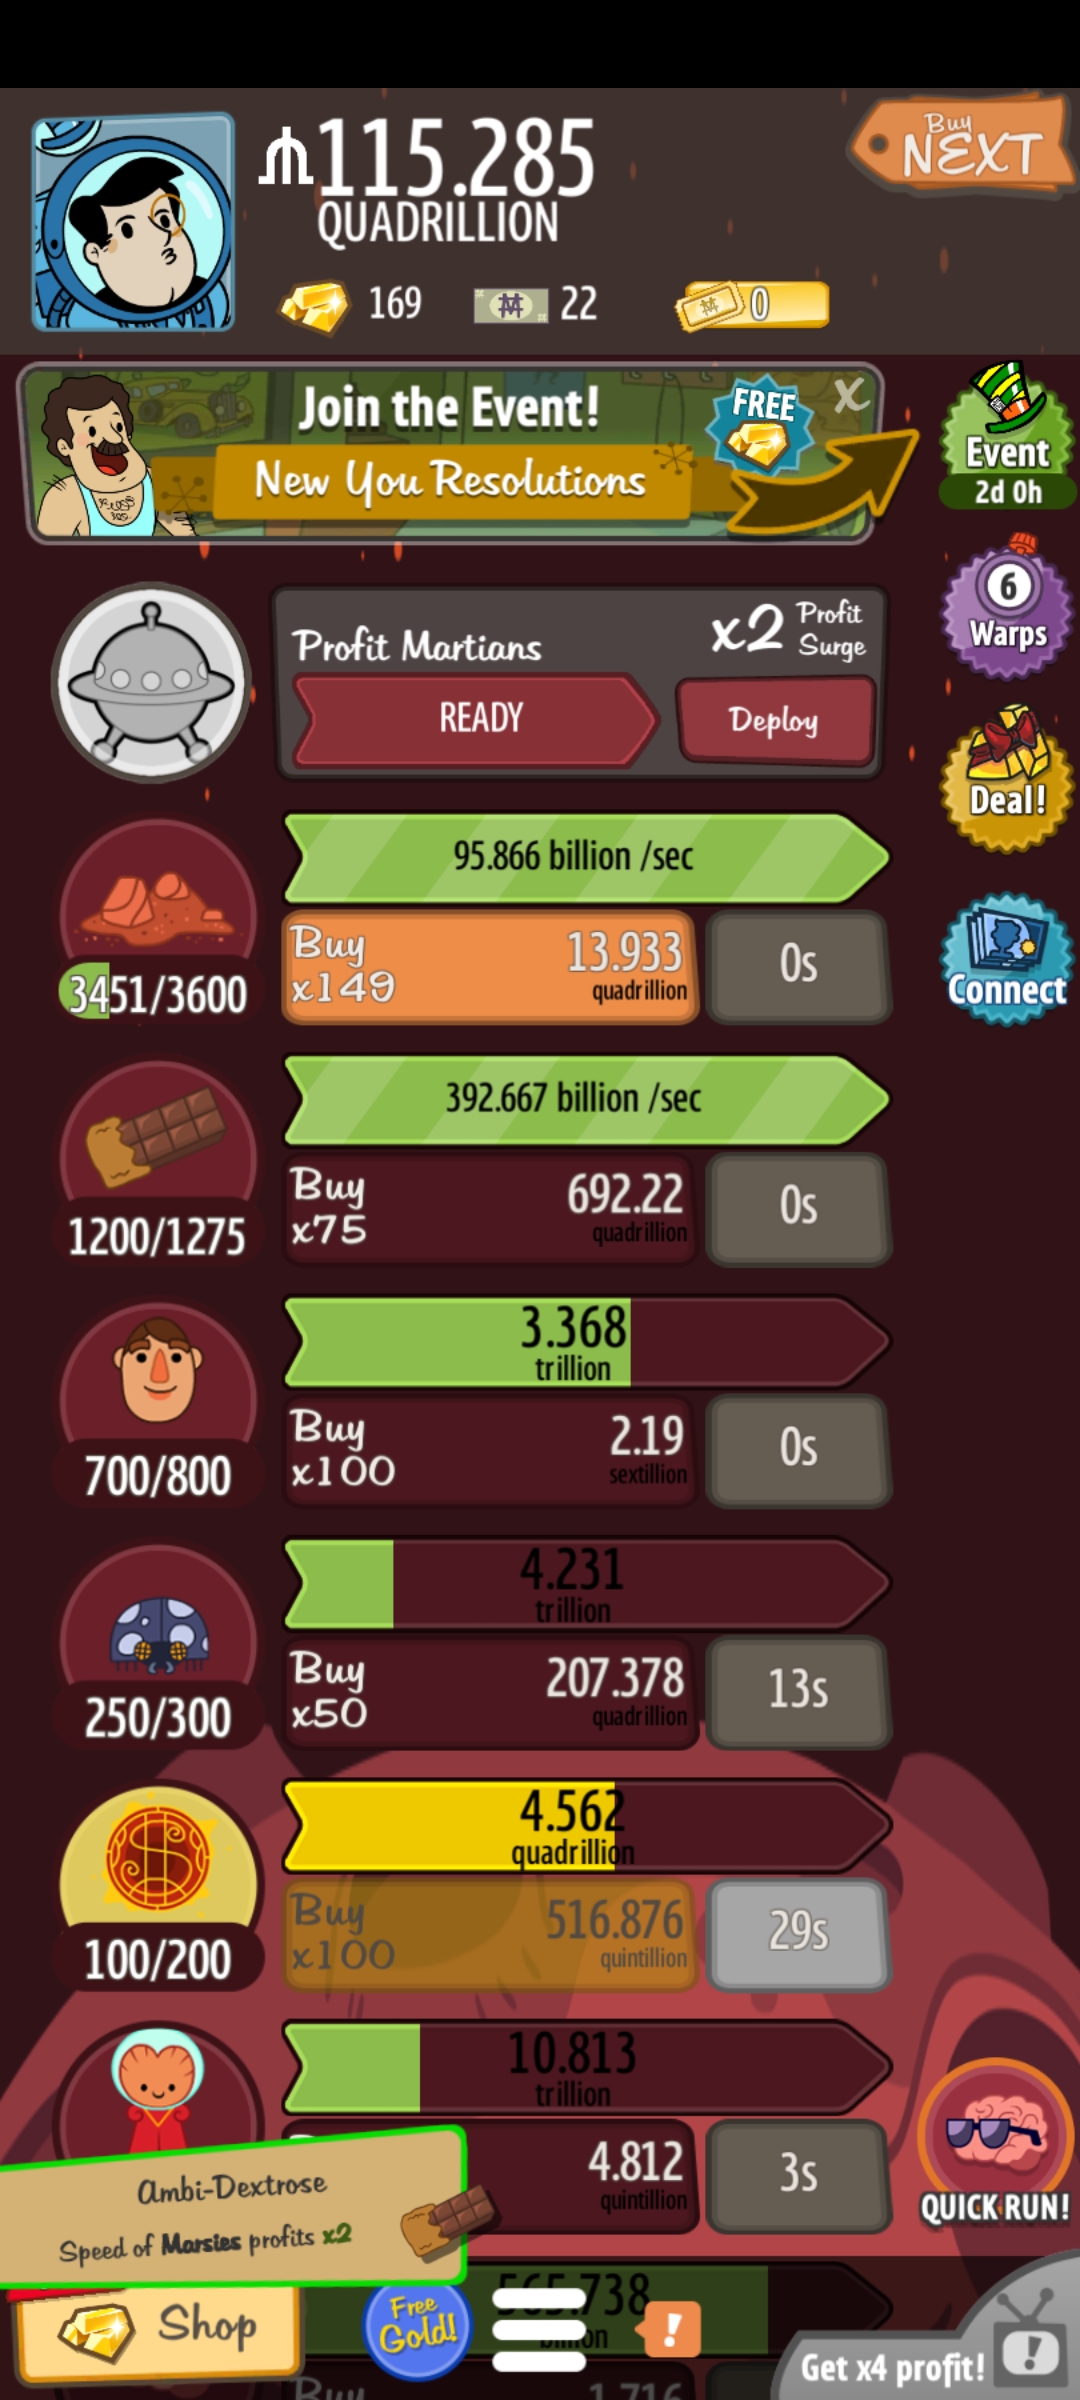 115.285
QUADRILLION
Buy
NEXT
169
22
0
Join the Event!
FREE
X
New You Resolutions
Event
2d 0h
6
Warps
Profit Martians
x2 Profit Surge
READY
Deploy
Deal!
95.866 billion /sec
Buy
x149
13.933
quadrillion
0s
3451/3600
Connect
392.667 billion /sec
Buy
x75
692.22
quadrillion
0s
1200/1275
3.368
trillion
Buy
x100
2.19
sextillion
0s
700/800
4.231
trillion
Buy
x50
207.378
quadrillion
13s
250/300
4.562
quadrillion
Buy
x100
516.876
quintillion
29s
100/200
10.813
trillion
4.812
quintillion
3s
QUICK RUN!
Ambi-Dextrose
Speed of Marsies profits x2
Shop
Free
Gold!
!
Get x4 profit!
!
Buy
1.716